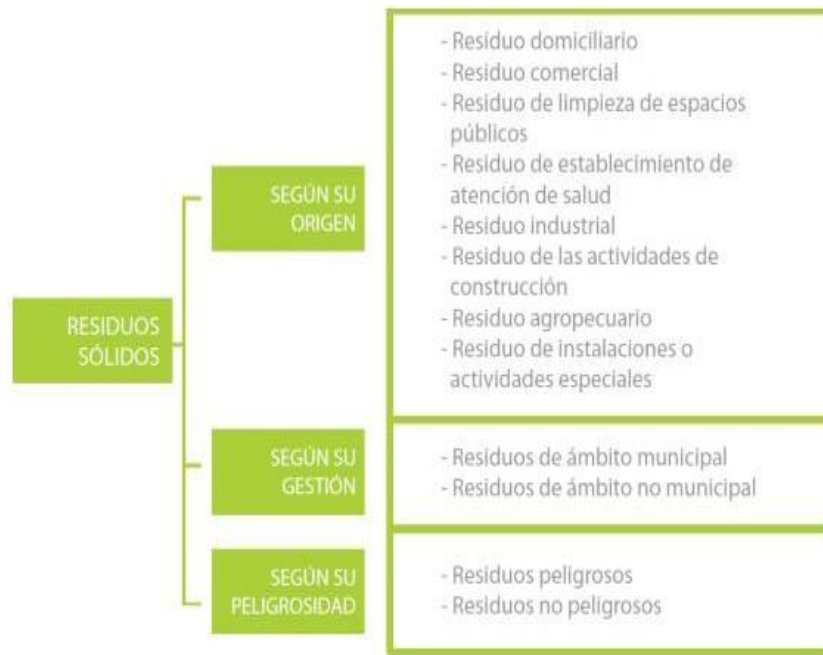 RESIDUOS
SÓLIDOS
SEGÚN SU
ORIGEN
- Residuo domiciliario
- Residuo comercial
- Residuo de limpieza de espacios
públicos
- Residuo de establecimiento de
atención de salud
- Residuo industrial
- Residuo de las actividades de
construcción
- Residuo agropecuario
- Residuo de instalaciones o
actividades especiales
SEGÚN SU
GESTIÓN
- Residuos de ámbito municipal
- Residuos de ámbito no municipal
SEGÚN SU
PELIGROSIDAD
- Residuos peligrosos
- Residuos no peligrosos